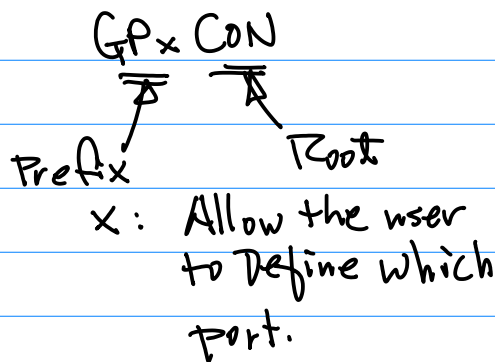 GPx CON
Prefix
Root
x: Allow the user
to Define which
port.